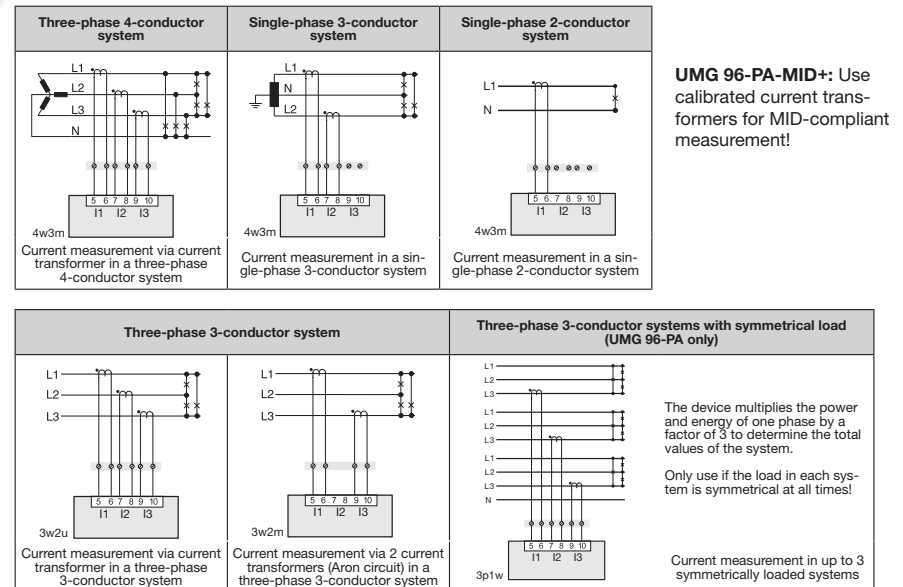 Three-phase 4-conductor
system
Single-phase 3-conductor
system
Single-phase 2-conductor
system
L1
L2
L3
N
5 6 7 8 9 10
I1 I2 I3
4w3m
Current measurement via current
transformer in a three-phase
4-conductor system
L1
N
L2
5 6 7 8 9 10
I1 I2 I3
4w3m
Current measurement in a sin-
gle-phase 3-conductor system
L1
N
5 6 7 8 9 10
I1 I2 I3
4w3m
Current measurement in a sin-
gle-phase 2-conductor system
UMG 96-PA-MID+: Use
calibrated current trans-
formers for MID-compliant
measurement!
Three-phase 3-conductor system
Three-phase 3-conductor systems with symmetrical load
(UMG 96-PA only)
L1
L2
L3
5 6 7 8 9 10
I1 I2 I3
3w2u
Current measurement via current
transformer in a three-phase
3-conductor system
L1
L2
L3
5 6 7 8 9 10
I1 I2 I3
3w2m
Current measurement via 2 current
transformers (Aron circuit) in a
three-phase 3-conductor system
L1
L2
L3
L1
L2
L3
L1
L2
L3
N
5 6 7 8 9 10
I1 I2 I3
3p1w
The device multiplies the power
and energy of one phase by a
factor of 3 to determine the total
values of the system.
Only use if the load in each sys-
tem is symmetrical at all times!
Current measurement in up to 3
symmetrically loaded systems